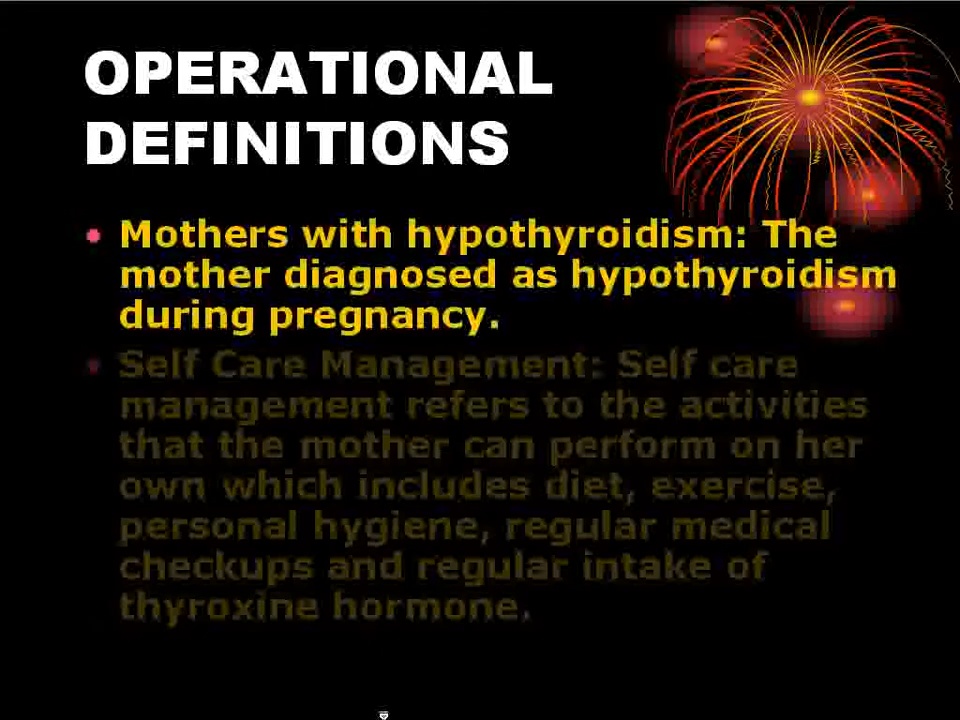 OPERATIONAL
DEFINITIONS
Mothers with hypothyroidism: The
mother diagnosed as hypothyroidism
during pregnancy.
Self Care Management: Self care
management refers to the activities
that the mother can perform on her
own which includes diet, exercise,
personal hygiene, regular medical
checkups and regular intake of
thyroxine hormone.